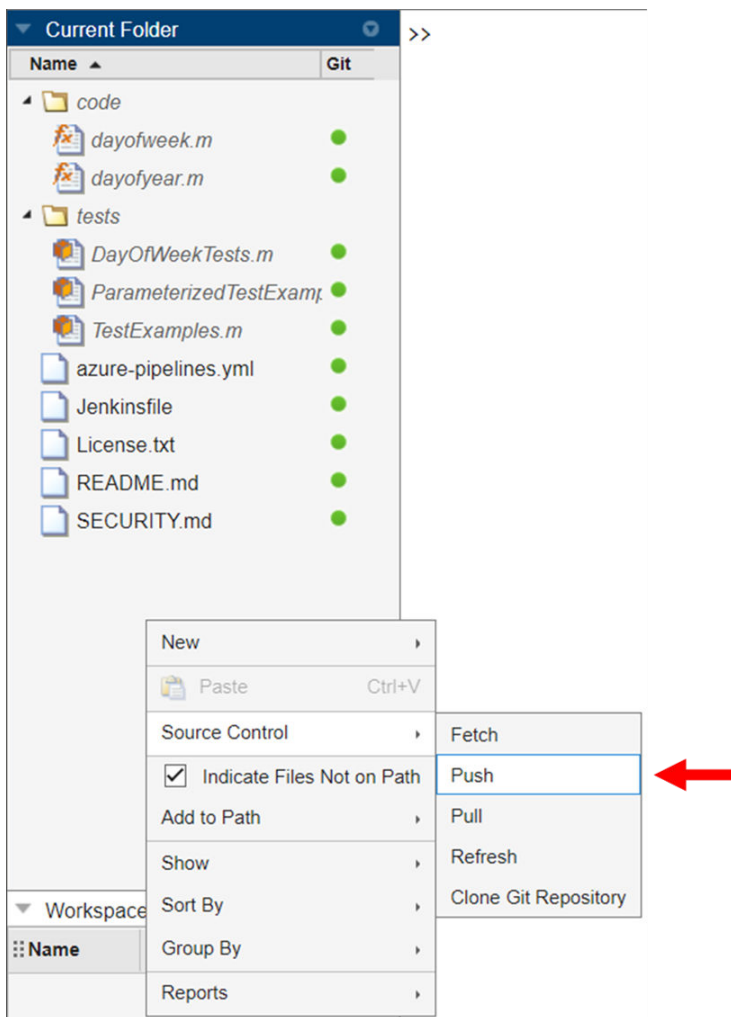 Current Folder
>>
Name Git
code
dayofweek.m
dayofyear.m
tests
DayOfWeekTests.m
ParameterizedTestExamp
TestExamples.m
azure-pipelines.yml
Jenkinsfile
License.txt
README.md
SECURITY.md
New
Paste Ctrl+V
Source Control
Indicate Files Not on Path
Add to Path
Show
Sort By
Group By
Reports
Fetch
Push
Pull
Refresh
Clone Git Repository
Workspace
Name